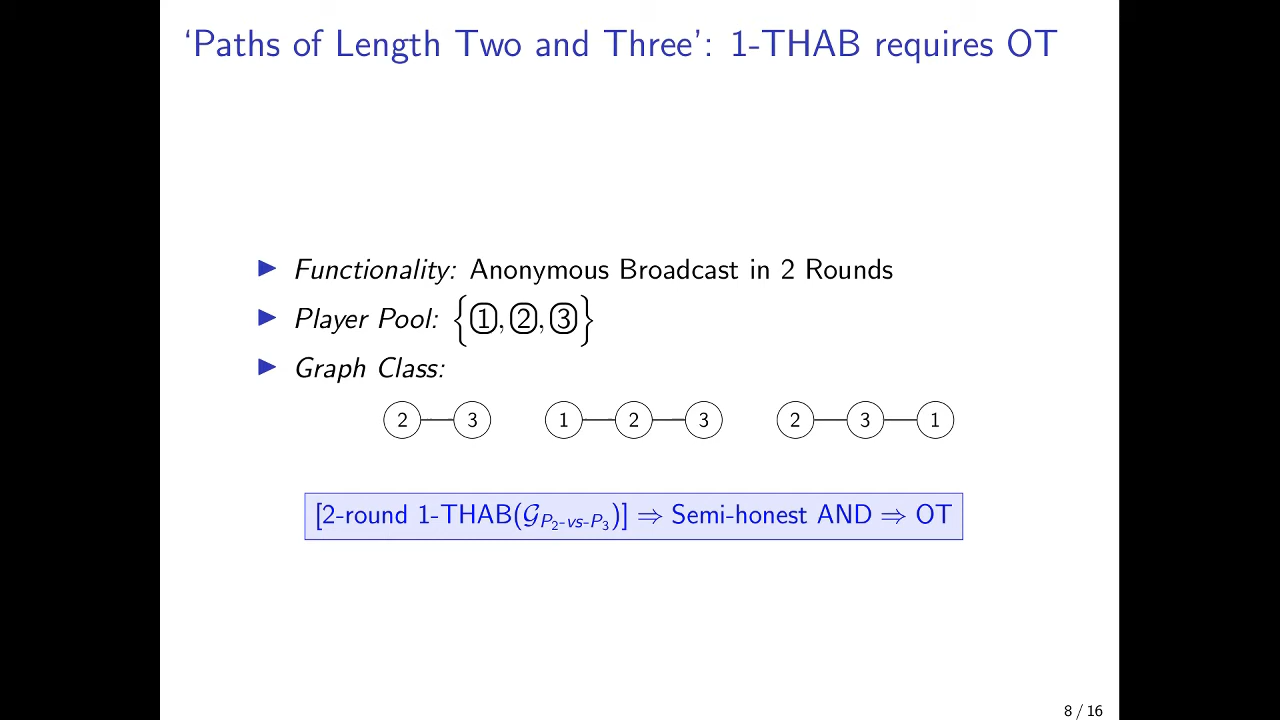 ‘Paths of Length Two and Three’: 1-THAB requires OT
▶ Functionality: Anonymous Broadcast in 2 Rounds
▶ Player Pool: {①, ②, ③}
▶ Graph Class:
2 3 1 2 3 2 3 1
[2-round 1-THAB(𝒢_{P₂-vs-P₃})] ⇒ Semi-honest AND ⇒ OT
8 / 16